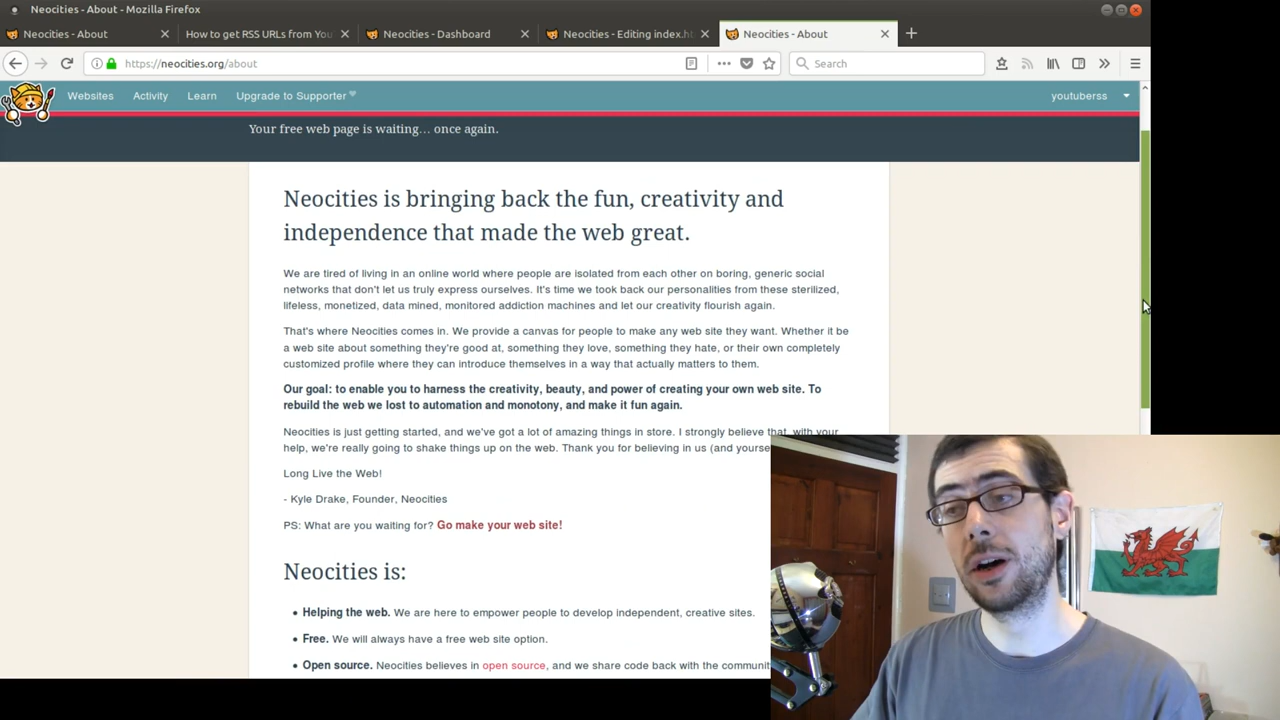 Neocities - About - Mozilla Firefox
Neocities - About
How to get RSS URLs from You
Neocities - Dashboard
Neocities - Editing index.ht
Neocities - About
https://neocities.org/about
Search
Websites
Activity
Learn
Upgrade to Supporter
youtuberss
Your free web page is waiting... once again.
Neocities is bringing back the fun, creativity and
independence that made the web great.
We are tired of living in an online world where people are isolated from each other on boring, generic social
networks that don't let us truly express ourselves. It's time we took back our personalities from these sterilized,
lifeless, monetized, data mined, monitored addiction machines and let our creativity flourish again.
That's where Neocities comes in. We provide a canvas for people to make any web site they want. Whether it be
a web site about something they're good at, something they love, something they hate, or their own completely
customized profile where they can introduce themselves in a way that actually matters to them.
Our goal: to enable you to harness the creativity, beauty, and power of creating your own web site. To
rebuild the web we lost to automation and monotony, and make it fun again.
Neocities is just getting started, and we've got a lot of amazing things in store. I strongly believe that, with your
help, we're really going to shake things up on the web. Thank you for believing in us (and yourse
Long Live the Web!
- Kyle Drake, Founder, Neocities
PS: What are you waiting for? Go make your web site!
Neocities is:
• Helping the web. We are here to empower people to develop independent, creative sites.
• Free. We will always have a free web site option.
• Open source. Neocities believes in open source, and we share code back with the communit